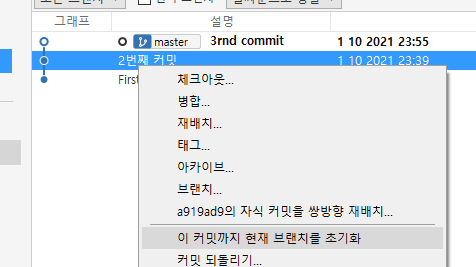 그래프 설명
master 3rnd commit 1 10 2021 23:55
2번째 커밋 1 10 2021 23:39
First
체크아웃...
병합...
재배치...
태그...
아카이브...
브랜치...
a919ad9의 자식 커밋을 쌍방향 재배치...
이 커밋까지 현재 브랜치를 초기화
커밋 되돌리기...